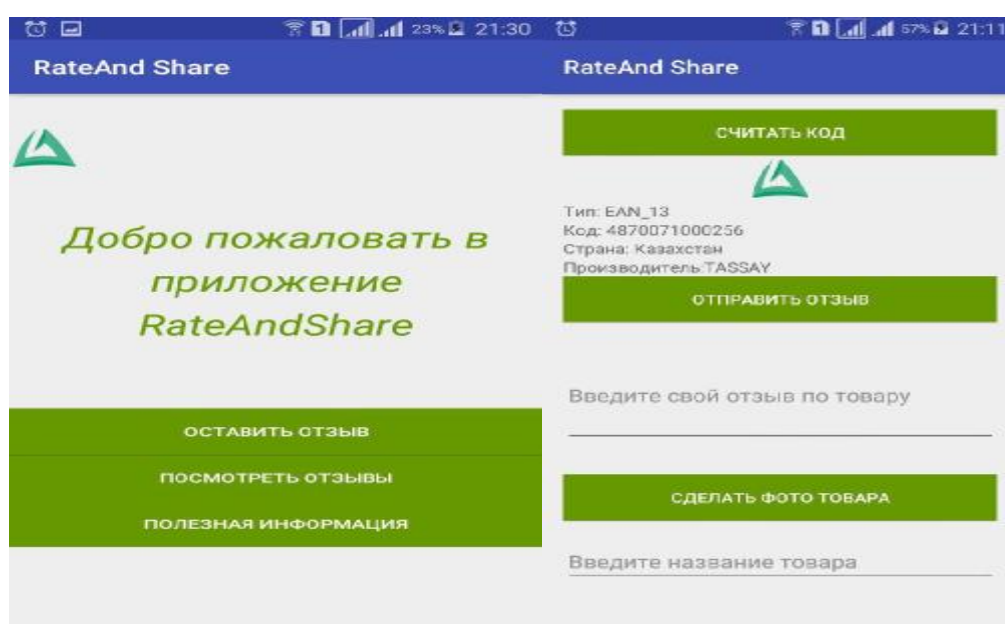 23% 21:30
RateAnd Share
Добро пожаловать в
приложение
RateAndShare
ОСТАВИТЬ ОТЗЫВ
ПОСМОТРЕТЬ ОТЗЫВЫ
ПОЛЕЗНАЯ ИНФОРМАЦИЯ
1 57% 21:11
RateAnd Share
СЧИТАТЬ КОД
Тип: EAN_13
Код: 4870071000256
Страна: Казахстан
Производитель:TASSAY
ОТПРАВИТЬ ОТЗЫВ
Введите свой отзыв по товару
СДЕЛАТЬ ФОТО ТОВАРА
Введите название товара